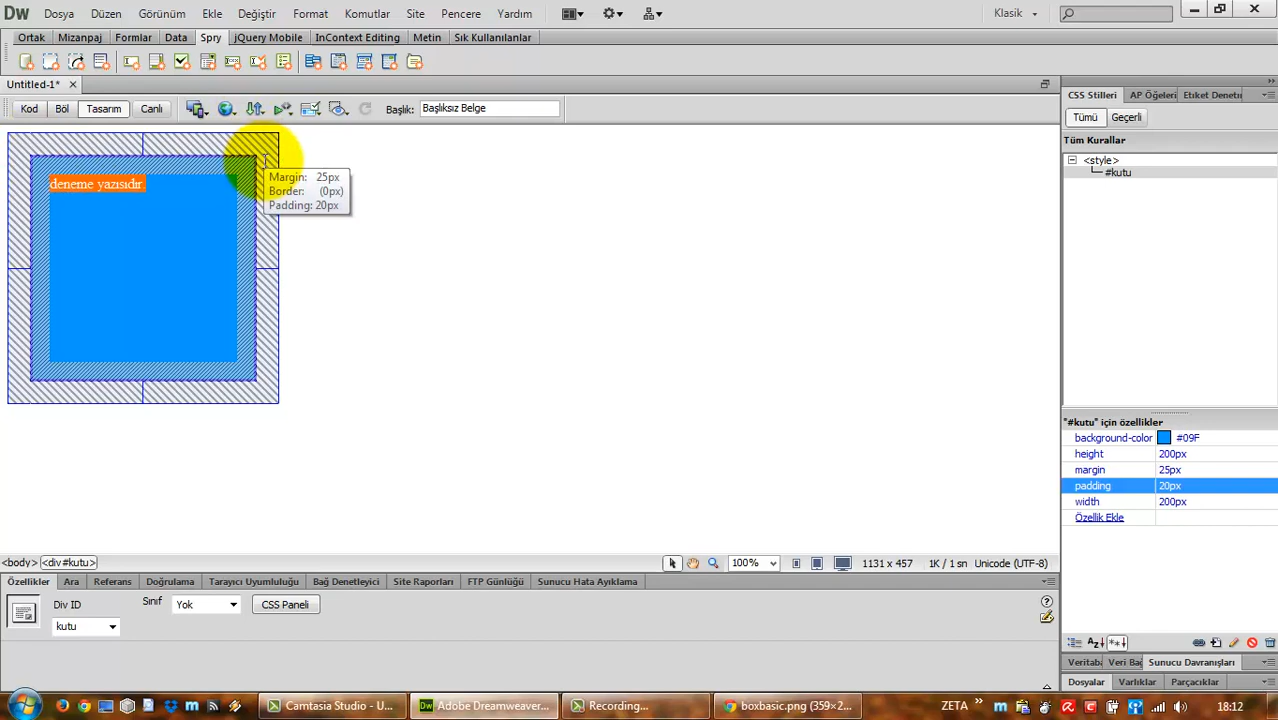 Dw Dosya Düzen Görünüm Ekle Değiştir Format Komutlar Site Pencere Yardım Klasik
Ortak Mizanpaj Formlar Data Spry jQuery Mobile InContext Editing Metin Sık Kullanılanlar
Untitled-1*
Kod Böl Tasarım Canlı Başlık: Başlıksız Belge
CSS Stilleri AP Öğeleri Etiket Denetı
Tümü Geçerli
Tüm Kurallar
<style>
#kutu
deneme yazısıdır.
Margin: 25px
Border: (0px)
Padding: 20px
"#kutu" için özellikler
background-color #09F
height 200px
margin 25px
padding 20px
width 200px
Özellik Ekle
<body> <div#kutu> 100% 1131 x 457 1K / 1 sn Unicode (UTF-8)
Özellikler Ara Referans Doğrulama Tarayıcı Uyumluluğu Bağ Denetleyici Site Raporları FTP Günlüğü Sunucu Hata Ayıklama
Div ID Sınıf Yok CSS Paneli
kutu
Veritaba Veri Bağ Sunucu Davranışları
Dosyalar Varlıklar Parçacıklar
Camtasia Studio - U... Adobe Dreamweaver... Recording... boxbasic.png (359×2... ZETA 18:12